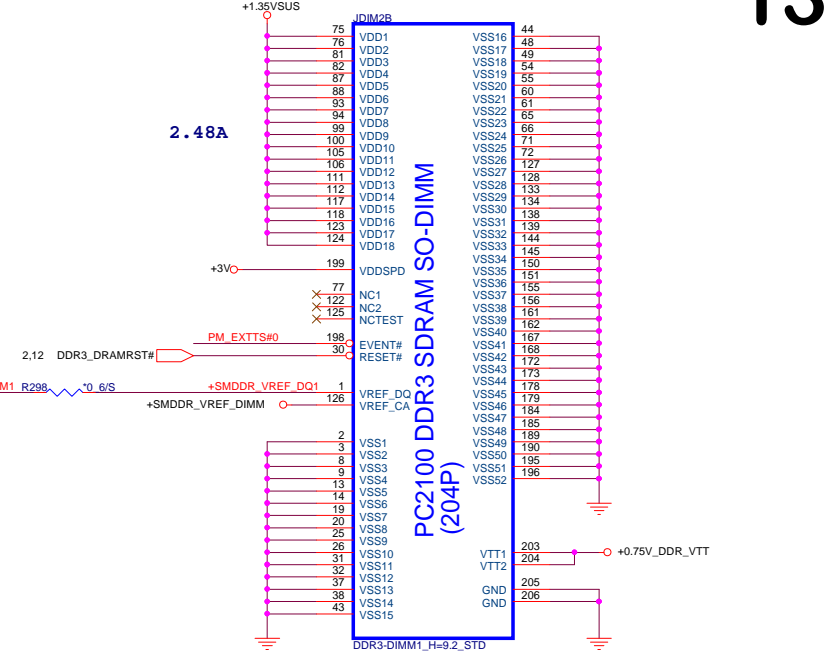 13
+1.35VSUS
JDIM2B
75 VDD1 VSS16 44
76 VDD2 VSS17 48
81 VDD3 VSS18 49
82 VDD4 VSS19 54
87 VDD5 VSS20 55
88 VDD6 VSS21 60
93 VDD7 VSS22 61
94 VDD8 VSS23 65
99 VDD9 VSS24 66
2.48A
100 VDD10 VSS25 71
105 VDD11 VSS26 72
106 VDD12 VSS27 127
111 VDD13 VSS28 128
112 VDD14 VSS29 133
117 VDD15 VSS30 134
118 VDD16 VSS31 138
123 VDD17 VSS32 139
124 VDD18 VSS33 144
VSS34 145
+3V 199 VDDSPD VSS35 150
VSS36 151
77 NC1 VSS37 155
122 NC2 VSS38 156
125 NCTEST VSS39 161
VSS40 162
PM_EXTTS#0 198 EVENT# VSS41 167
2,12 DDR3_DRAMRST# 30 RESET# VSS42 168
VSS43 172
VSS44 173
M1 R298 *0_6/S +SMDDR_VREF_DQ1 1 VREF_DQ VSS45 178
+SMDDR_VREF_DIMM 126 VREF_CA VSS46 179
VSS47 184
VSS48 185
2 VSS1 VSS49 189
3 VSS2 VSS50 190
8 VSS3 VSS51 195
9 VSS4 VSS52 196
13 VSS5
14 VSS6
19 VSS7
20 VSS8
25 VSS9
26 VSS10 VTT1 203 +0.75V_DDR_VTT
31 VSS11 VTT2 204
32 VSS12
37 VSS13 GND 205
38 VSS14 GND 206
43 VSS15
PC2100 DDR3 SDRAM SO-DIMM
(204P)
DDR3-DIMM1_H=9.2_STD